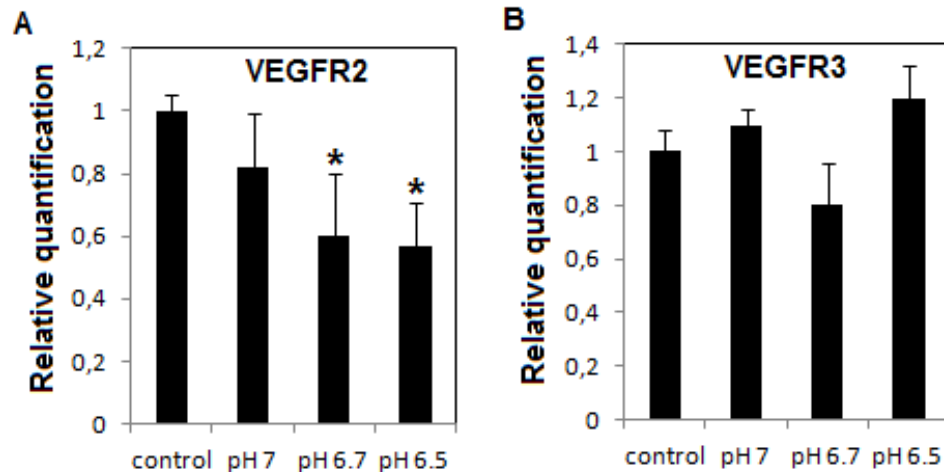 A
VEGFR2
Relative quantification
1,2
1
0,8
0,6
0,4
0,2
0
*
*
control pH 7 pH 6.7 pH 6.5
B
VEGFR3
Relative quantification
1,4
1,2
1
0,8
0,6
0,4
0,2
0
control pH 7 pH 6.7 pH 6.5